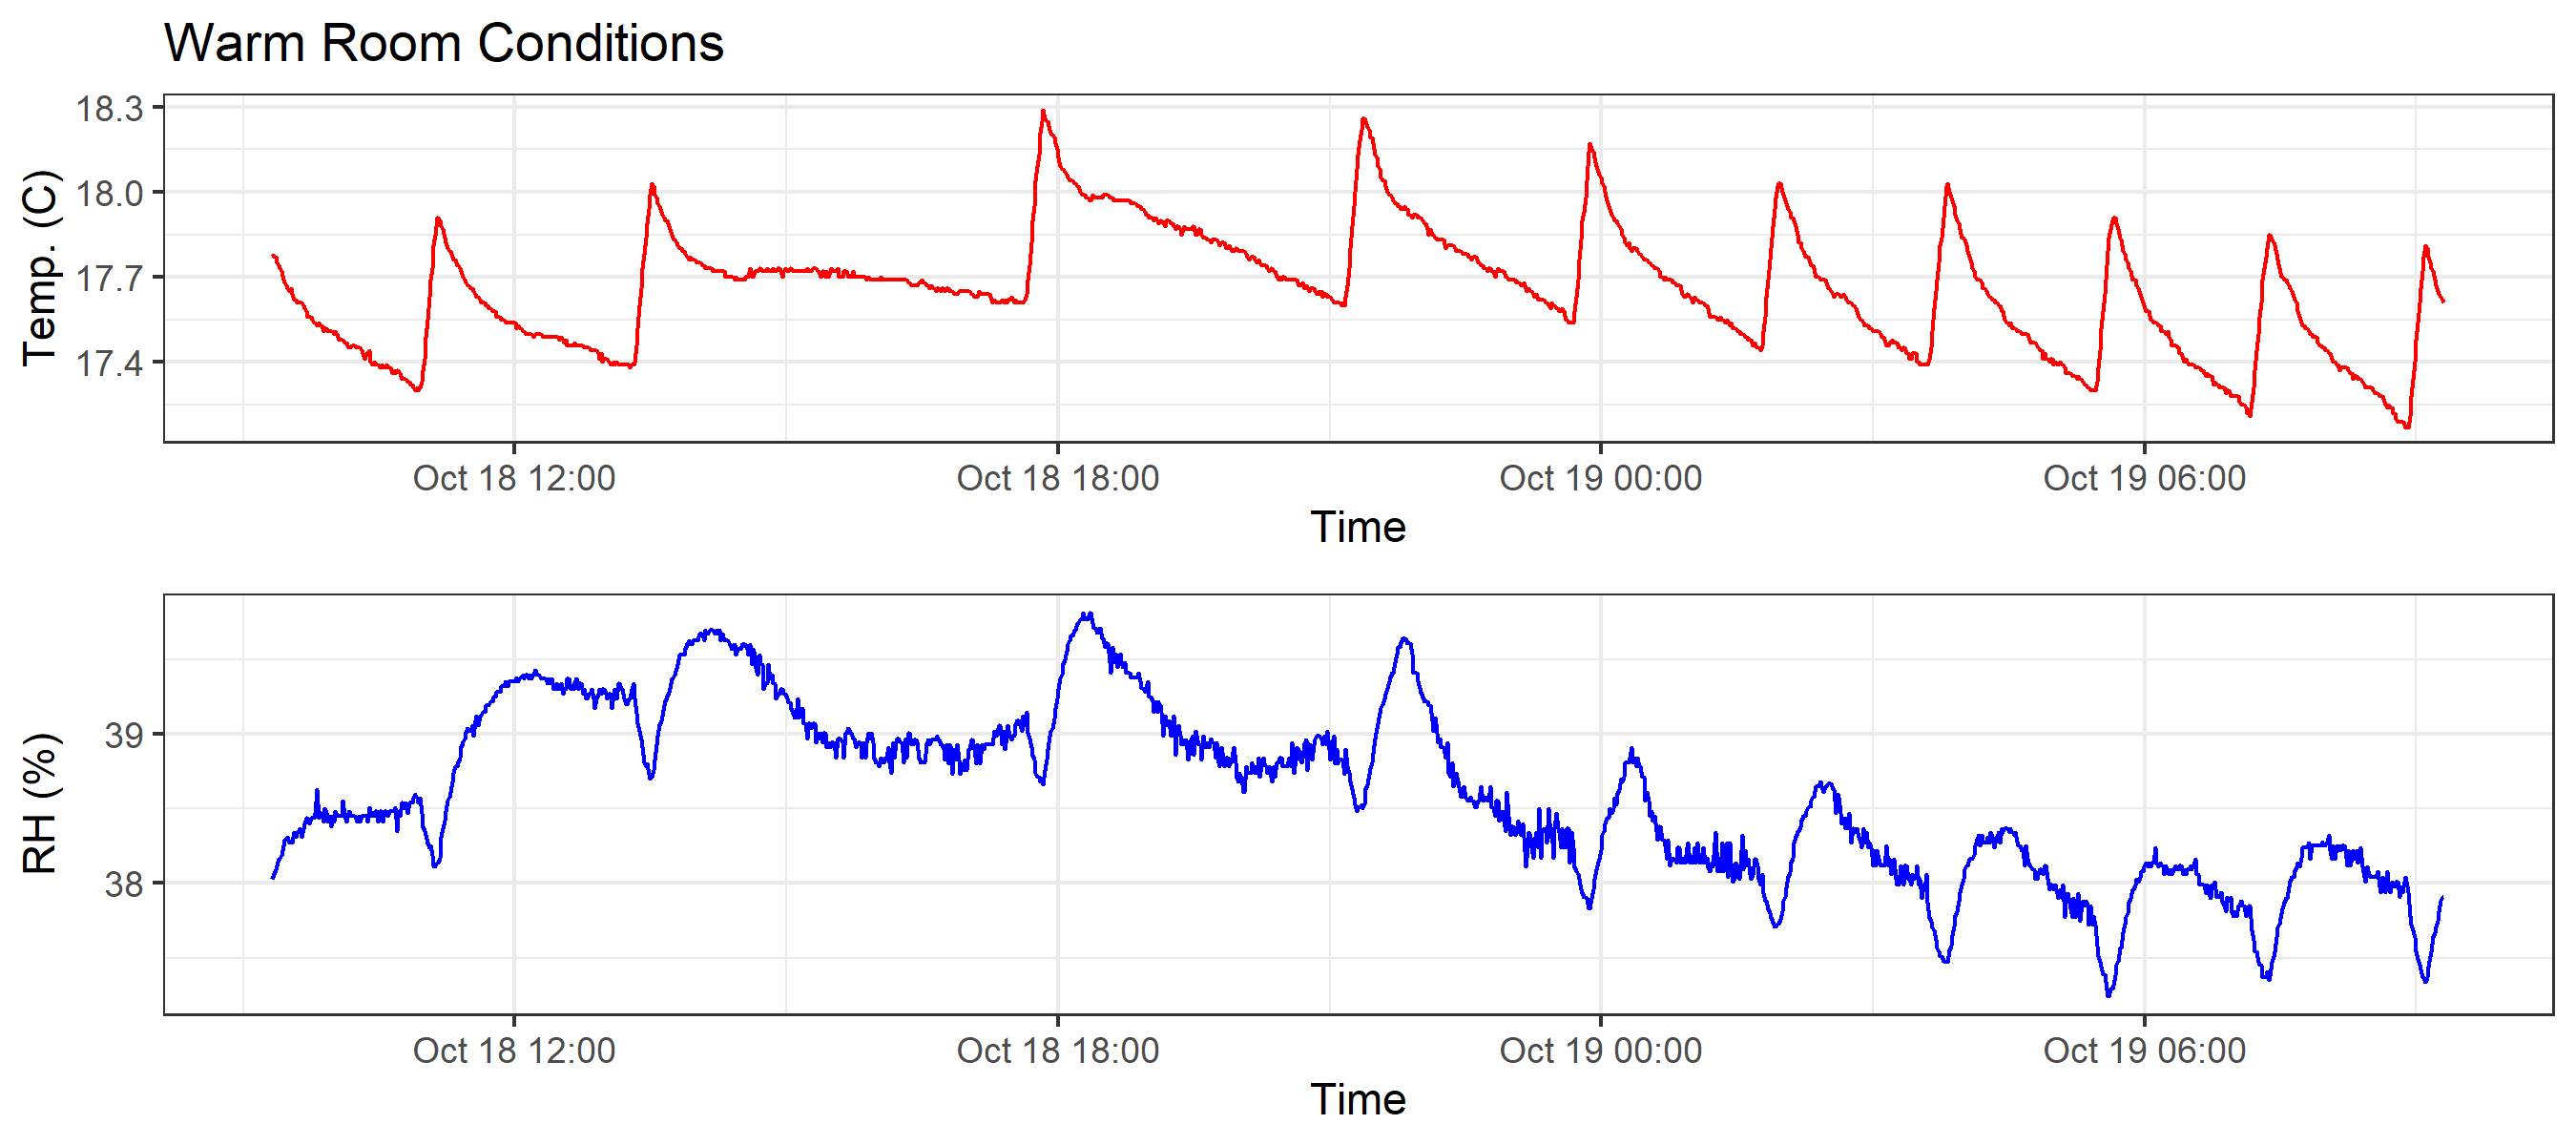 Warm Room Conditions
Temp. (C)
18.3
18.0
17.7
17.4
Oct 18 12:00 Oct 18 18:00 Oct 19 00:00 Oct 19 06:00
Time
RH (%)
39
38
Oct 18 12:00 Oct 18 18:00 Oct 19 00:00 Oct 19 06:00
Time